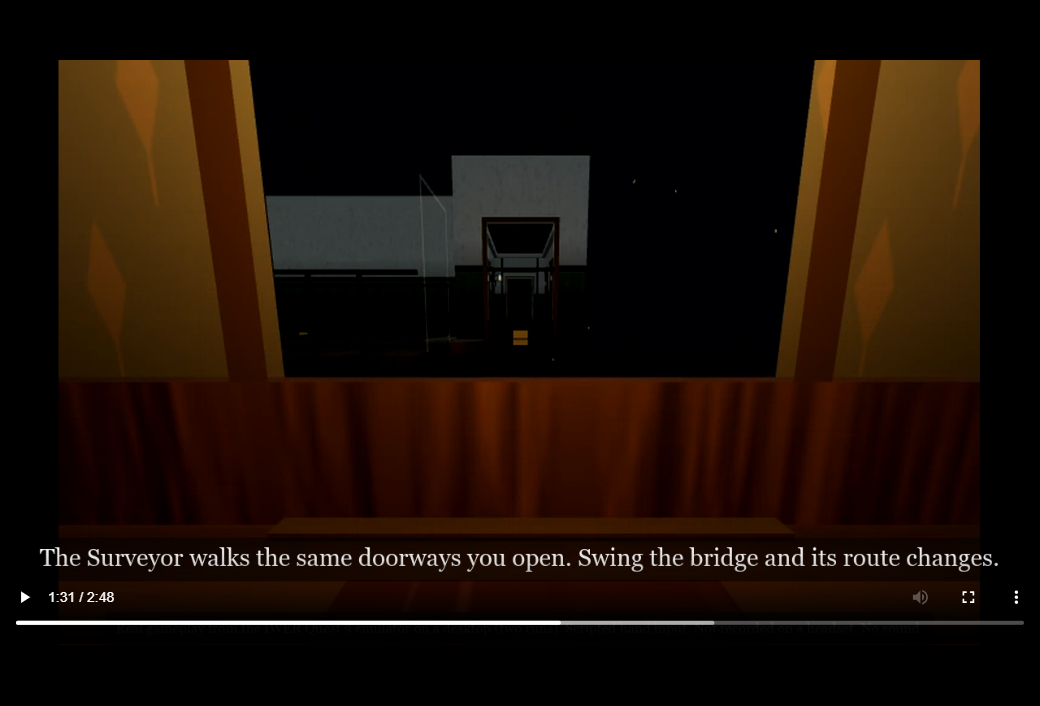 The Surveyor walks the same doorways you open. Swing the bridge and its route changes.
1:31 / 2:48